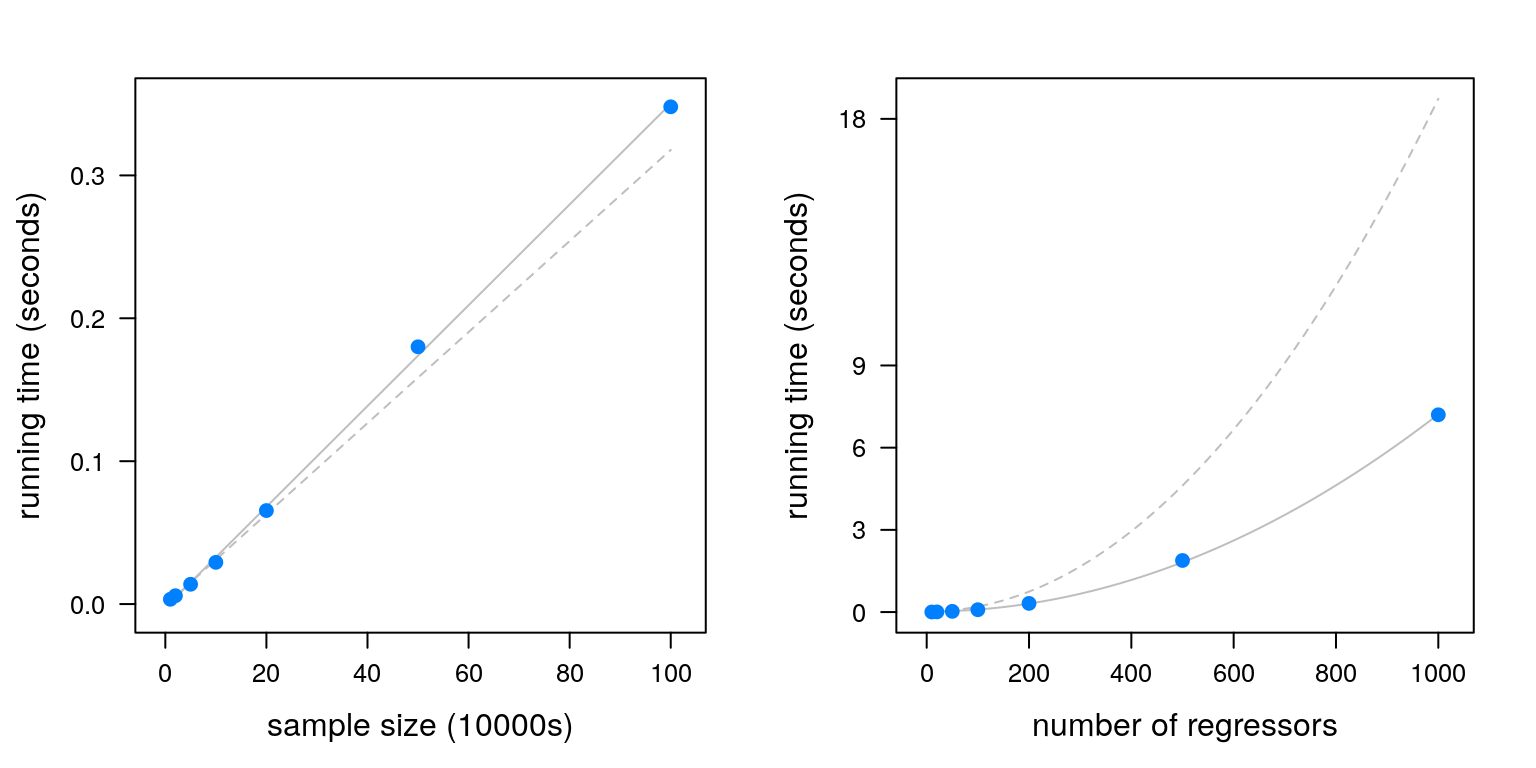 running time (seconds)
0.3
0.2
0.1
0.0
0 20 40 60 80 100
sample size (10000s)
running time (seconds)
18
9
6
3
0
0 200 400 600 800 1000
number of regressors